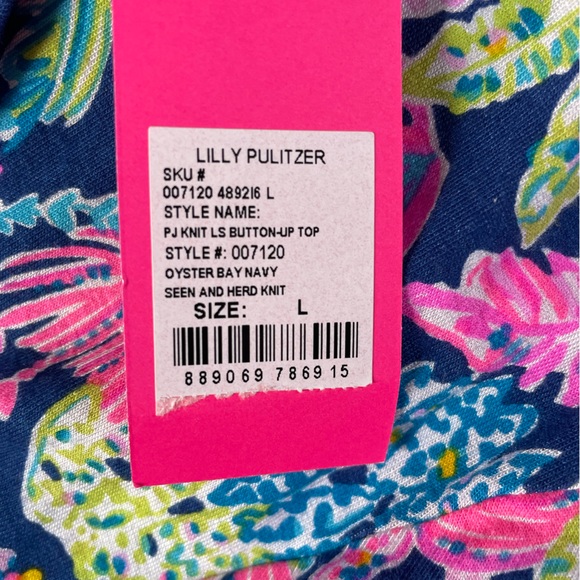 LILLY PULITZER
SKU #
007120 4892I6 L
STYLE NAME:
PJ KNIT LS BUTTON-UP TOP
STYLE #: 007120
OYSTER BAY NAVY
SEEN AND HERD KNIT
SIZE: L
889069 786915